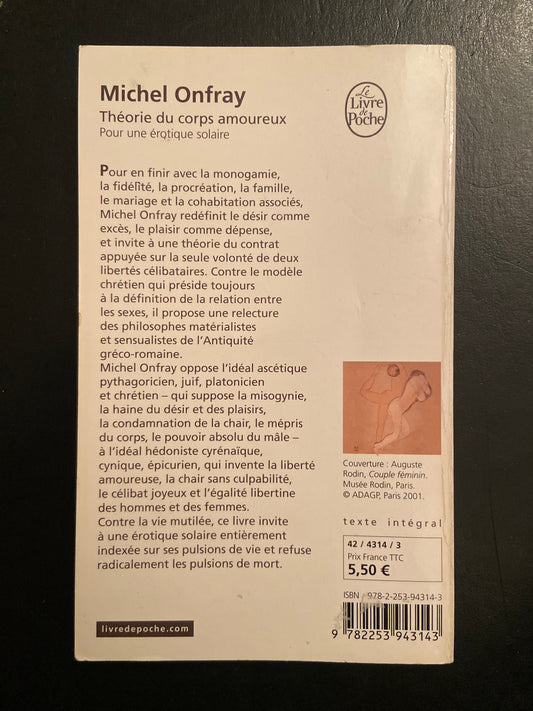 Michel Onfray
Théorie du corps amoureux
Pour une érotique solaire
Le
Livre
de
Poche
Pour en finir avec la monogamie,
la fidélité, la procréation, la famille,
le mariage et la cohabitation associés,
Michel Onfray redéfinit le désir comme
excès, le plaisir comme dépense,
et invite à une théorie du contrat
appuyée sur la seule volonté de deux
libertés célibataires. Contre le modèle
chrétien qui préside toujours
à la définition de la relation entre
les sexes, il propose une relecture
des philosophes matérialistes
et sensualistes de l'Antiquité
gréco-romaine.
Michel Onfray oppose l'idéal ascétique
pythagoricien, juif, platonicien
et chrétien – qui suppose la misogynie,
la haine du désir et des plaisirs,
la condamnation de la chair, le mépris
du corps, le pouvoir absolu du mâle –
à l'idéal hédoniste cyrénaïque,
cynique, épicurien, qui invente la liberté
amoureuse, la chair sans culpabilité,
le célibat joyeux et l'égalité libertine
des hommes et des femmes.
Contre la vie mutilée, ce livre invite
à une érotique solaire entièrement
indexée sur ses pulsions de vie et refuse
radicalement les pulsions de mort.
livredepoche.com
Couverture : Auguste
Rodin, Couple féminin.
Musée Rodin, Paris.
© ADAGP, Paris 2001.
texte intégral
42 / 4314 / 3
Prix France TTC
5,50 €
ISBN : 978-2-253-94314-3
9 782253 943143